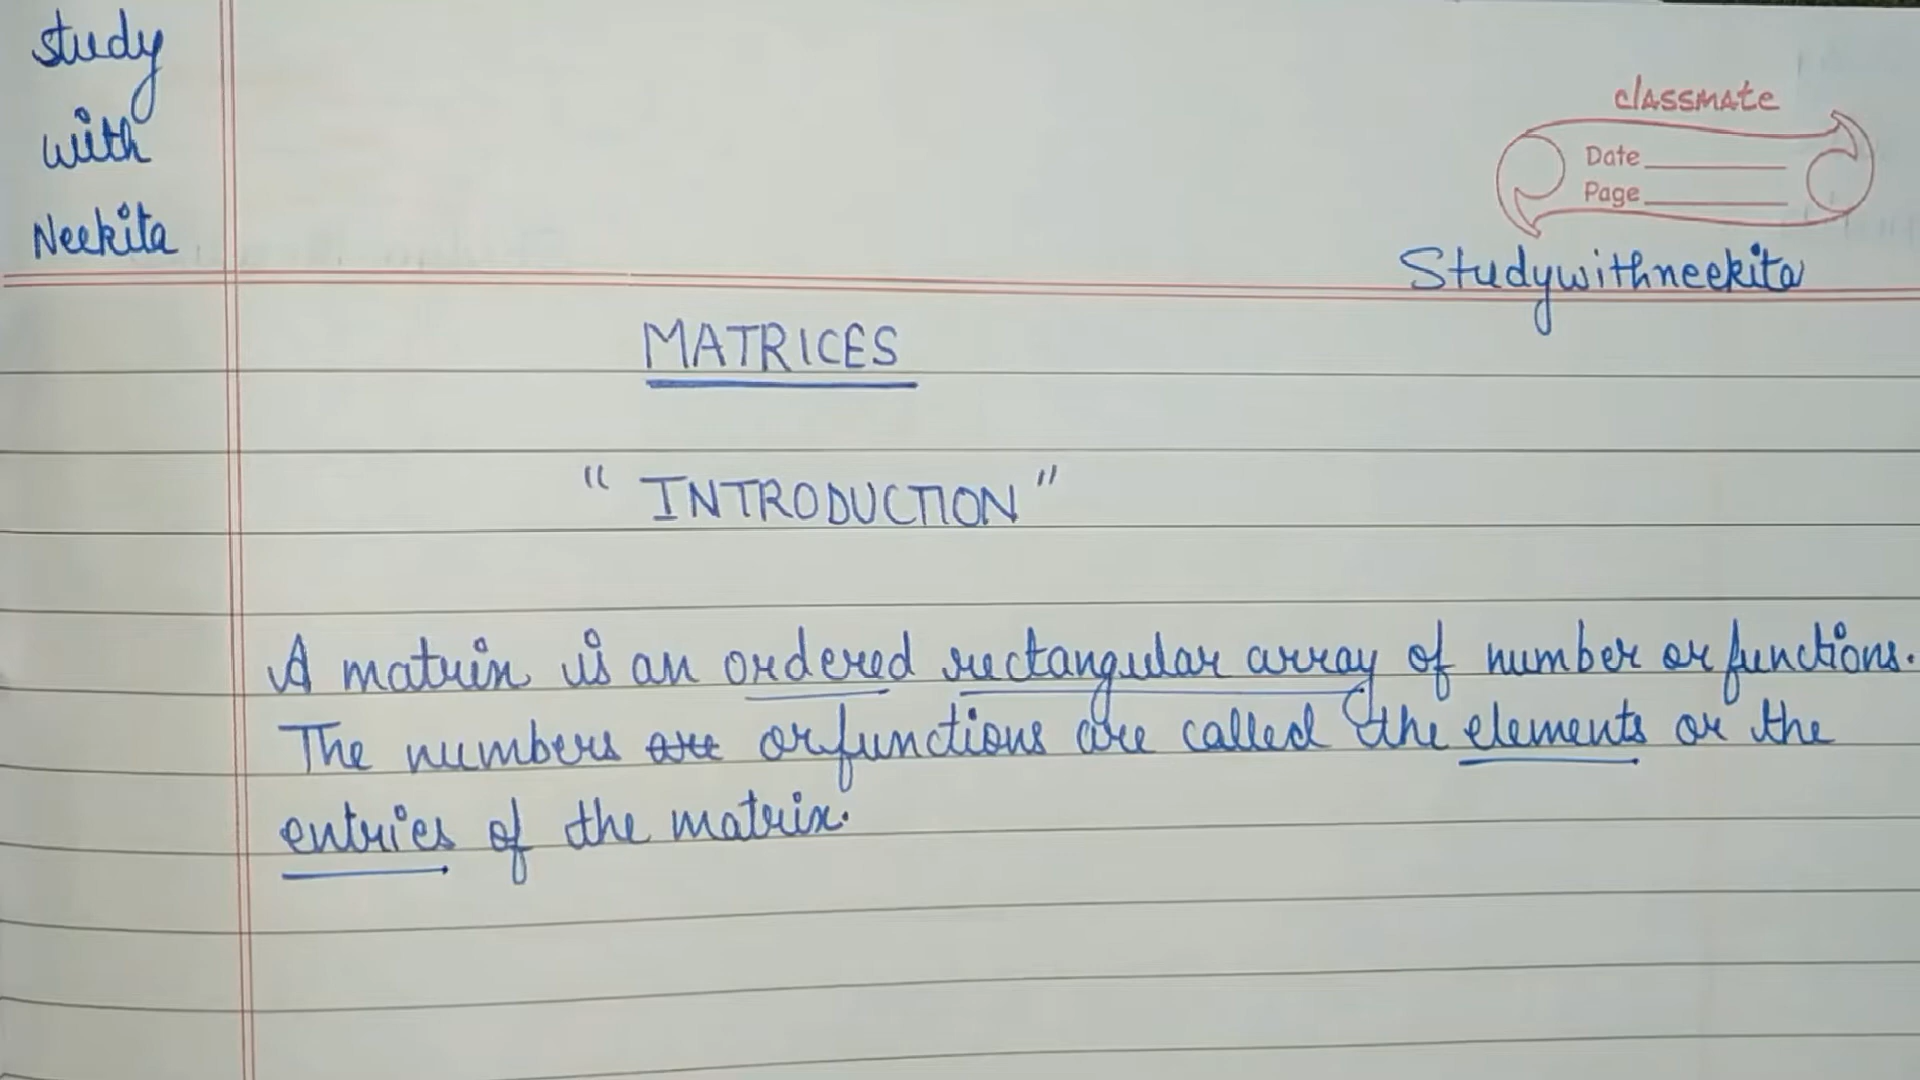 study
with
Neekita
classmate
Date
Page
Studywithneekita
MATRICES
"INTRODUCTION"
A matrix is an ordered rectangular array of number or functions.
The numbers are or functions are called the elements or the
entries of the matrix.